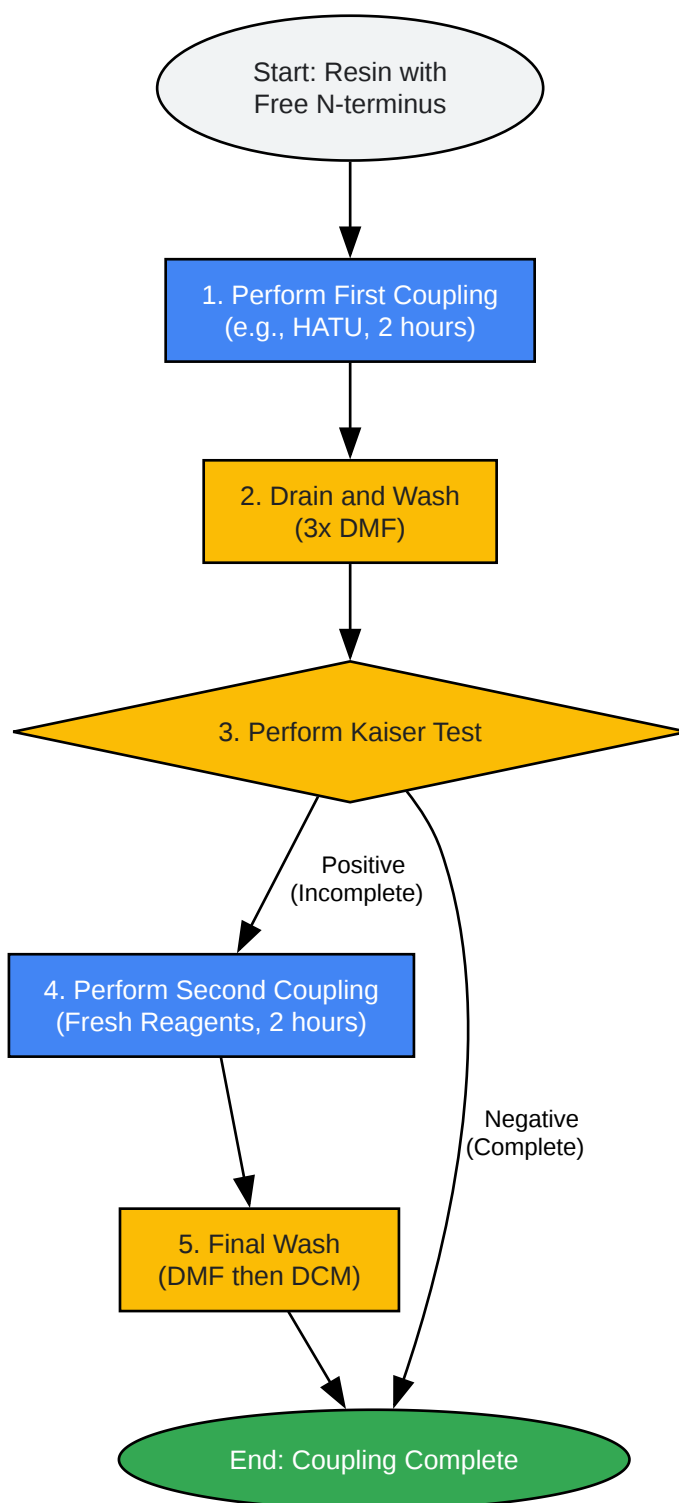 Start: Resin with
Free N-terminus
1. Perform First Coupling
(e.g., HATU, 2 hours)
2. Drain and Wash
(3x DMF)
3. Perform Kaiser Test
Positive
(Incomplete)
4. Perform Second Coupling
(Fresh Reagents, 2 hours)
Negative
(Complete)
5. Final Wash
(DMF then DCM)
End: Coupling Complete